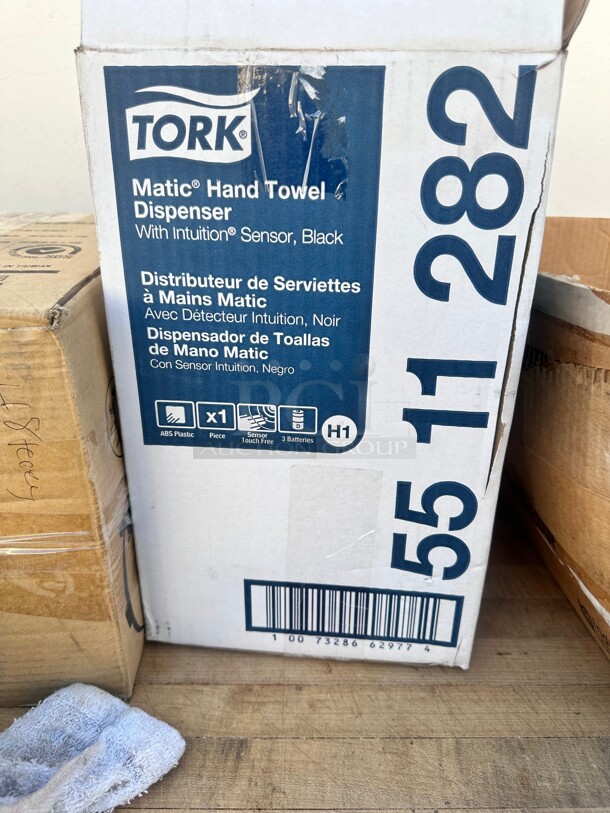 TORK®
Matic® Hand Towel
Dispenser
With Intuition® Sensor, Black
Distributeur de Serviettes
à Mains Matic
Avec Détecteur Intuition, Noir
Dispensador de Toallas
de Mano Matic
Con Sensor Intuition, Negro
x1
ABS Plastic
Piece
Sensor
Touch Free
3 Batteries
H1
55 11 282
1 00 73286 62977 4
AUCTION GROUP